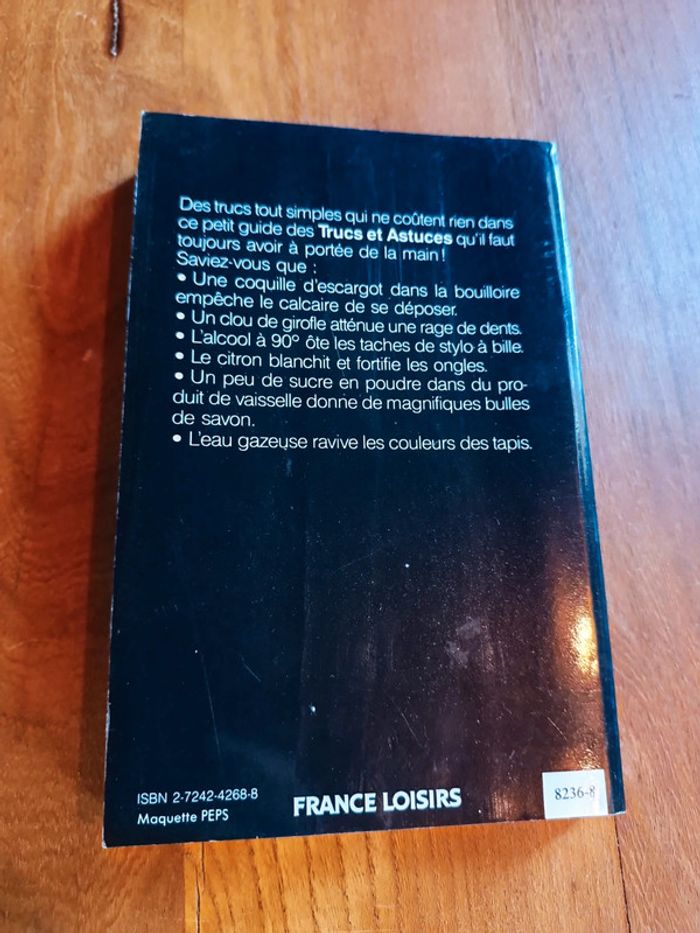 Des trucs tout simples qui ne coûtent rien dans
ce petit guide des Trucs et Astuces qu'il faut
toujours avoir à portée de la main!
Saviez-vous que :
• Une coquille d'escargot dans la bouilloire
empêche le calcaire de se déposer.
• Un clou de girofle atténue une rage de dents.
• L'alcool à 90° ôte les taches de stylo à bille.
• Le citron blanchit et fortifie les ongles.
• Un peu de sucre en poudre dans du pro-
duit de vaisselle donne de magnifiques bulles
de savon.
• L'eau gazeuse ravive les couleurs des tapis.
ISBN 2-7242-4268-8
Maquette PEPS
FRANCE LOISIRS
8236-8